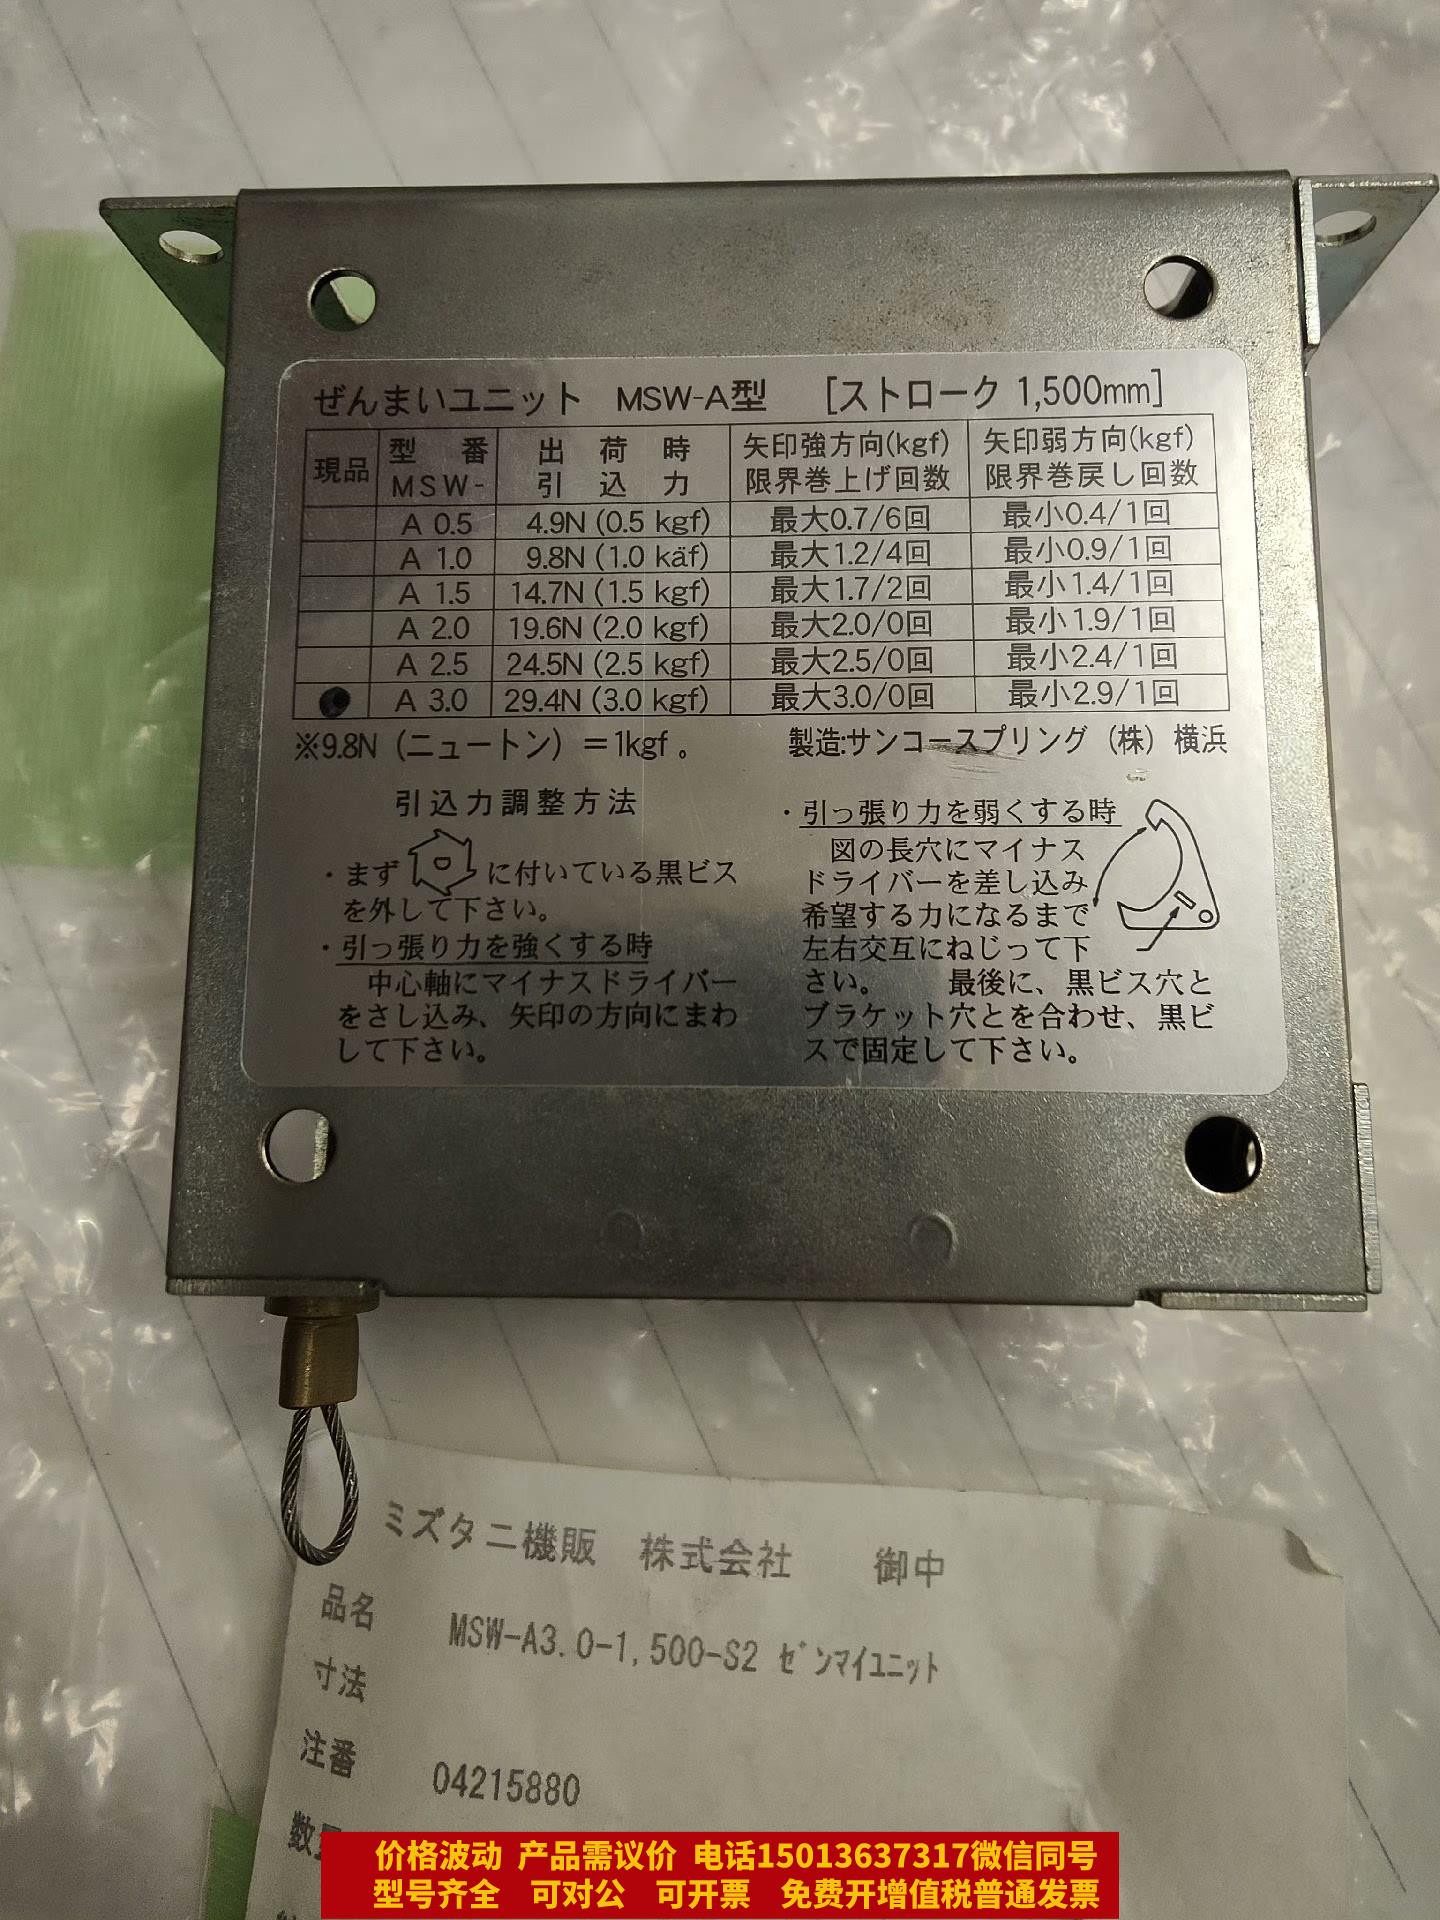 ぜんまいユニット MSW-A型 [ストローク 1,500mm]
現品 型番 MSW- 出荷時引込力 矢印強方向(kgf) 限界巻上げ回数 矢印弱方向(kgf) 限界巻戻し回数
A 0.5 4.9N (0.5 kgf) 最大0.7/6回 最小0.4/1回
A 1.0 9.8N (1.0 käf) 最大1.2/4回 最小0.9/1回
A 1.5 14.7N (1.5 kgf) 最大1.7/2回 最小1.4/1回
A 2.0 19.6N (2.0 kgf) 最大2.0/0回 最小1.9/1回
A 2.5 24.5N (2.5 kgf) 最大2.5/0回 最小2.4/1回
A 3.0 29.4N (3.0 kgf) 最大3.0/0回 最小2.9/1回
※9.8N (ニュートン) =1kgf 。 製造:サンコースプリング (株) 横浜
引込力調整方法
・まず に付いている黒ビス
を外して下さい。
・引っ張り力を強くする時
中心軸にマイナスドライバー
をさし込み、矢印の方向にまわ
して下さい。
・引っ張り力を弱くする時
図の長穴にマイナス
ドライバーを差し込み
希望する力になるまで
左右交互にねじって下
さい。 最後に、黒ビス穴と
ブラケット穴とを合わせ、黒ビ
スで固定して下さい。
ミズタニ機販 株式会社 御中
品名 MSW-A3.0-1,500-S2 ｾﾞﾝﾏｲﾕﾆｯﾄ
寸法
注番 04215880
数
价格波动 产品需议价 电话15013637317微信同号
型号齐全 可对公 可开票 免费开增值税普通发票